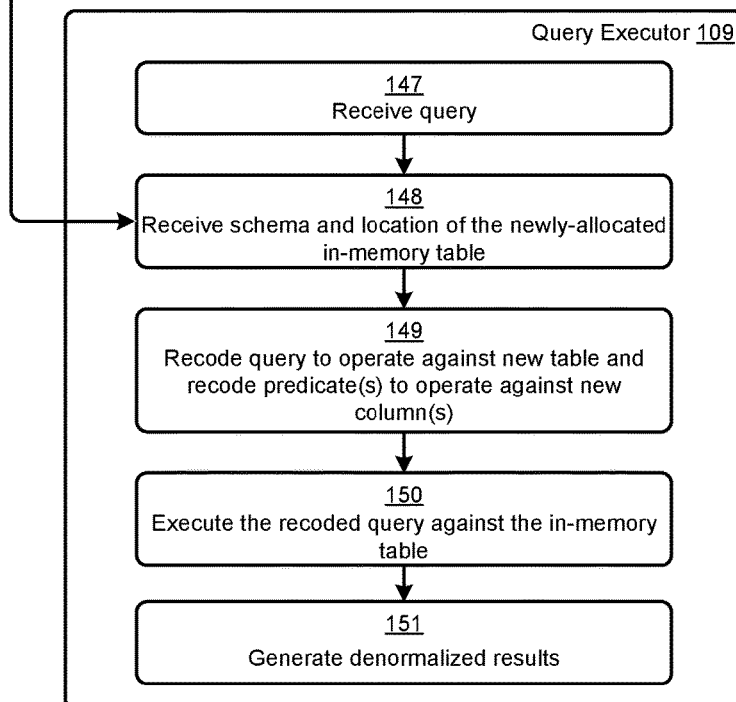 Query Executor 109
147
Receive query
148
Receive schema and location of the newly-allocated
in-memory table
149
Recode query to operate against new table and
recode predicate(s) to operate against new
column(s)
150
Execute the recoded query against the in-memory
table
151
Generate denormalized results